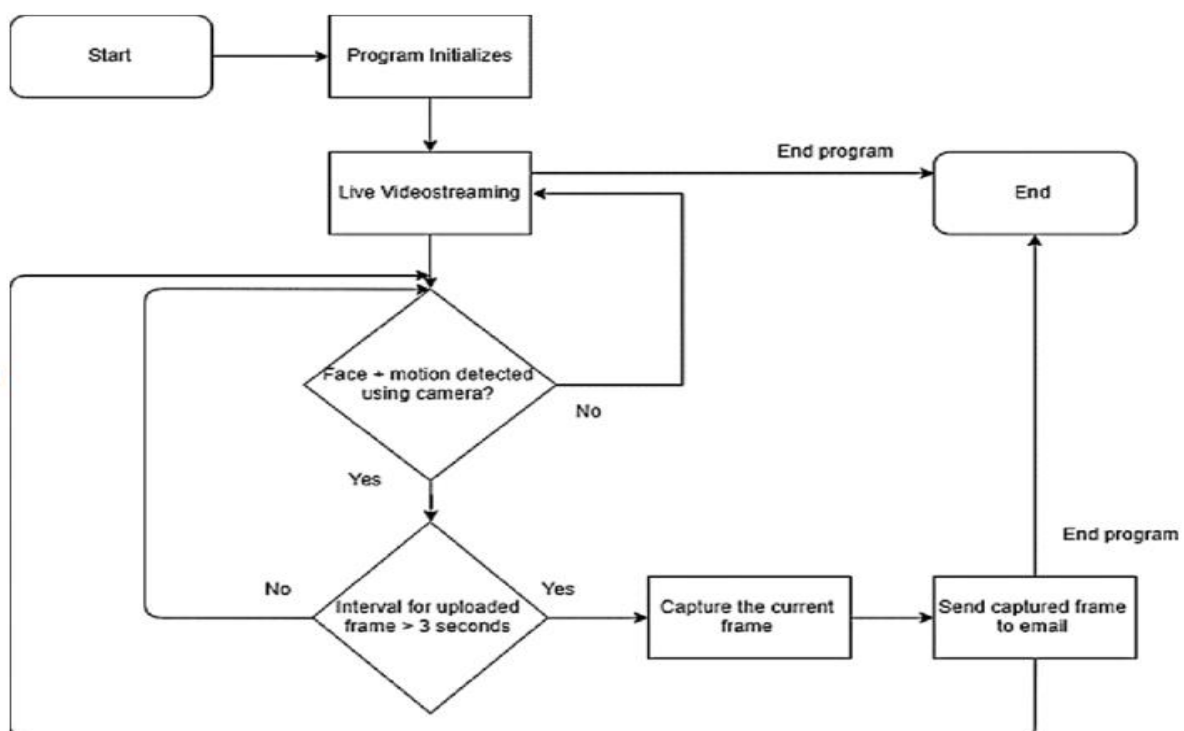 Start
Program Initializes
End program
Live Videostreaming
End
Face + motion detected
using camera?
No
Yes
End program
No
Yes
Interval for uploaded
frame > 3 seconds
Capture the current
frame
Send captured frame
to email